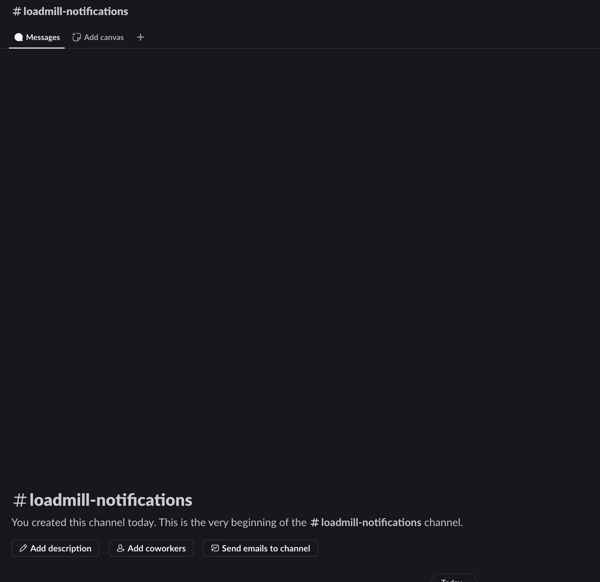 # loadmill-notifications
Messages Add canvas +
# loadmill-notifications
You created this channel today. This is the very beginning of the # loadmill-notifications channel.
Add description Add coworkers Send emails to channel
Today